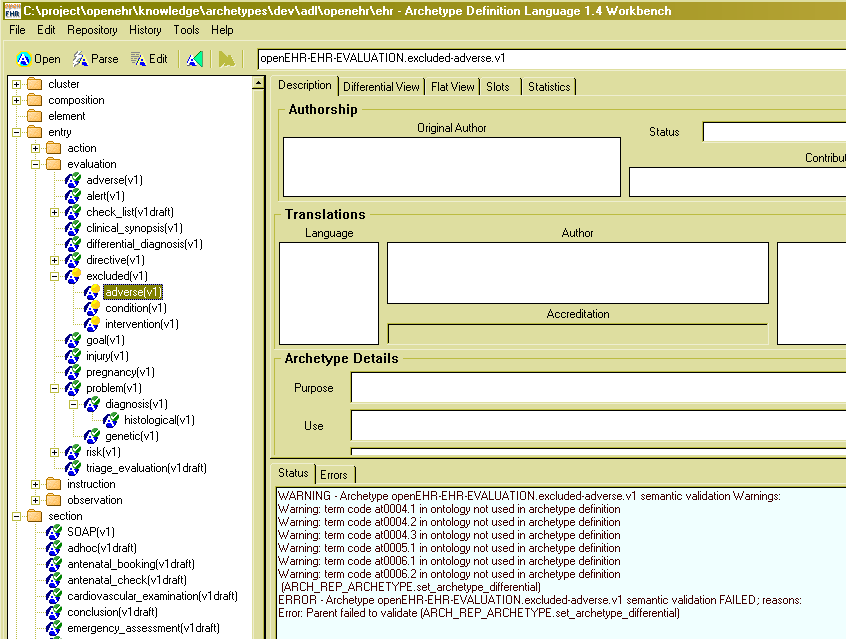 C:\project\openehr\knowledge\archetypes\dev\adl\openehr\ehr - Archetype Definition Language 1.4 Workbench
File Edit Repository History Tools Help
Open Parse Edit openEHR-EHR-EVALUATION.excluded-adverse.v1
cluster
composition
element
entry
action
evaluation
adverse(v1)
alert(v1)
check_list(v1draft)
clinical_synopsis(v1)
differential_diagnosis(v1)
directive(v1)
excluded(v1)
adverse(v1)
condition(v1)
intervention(v1)
goal(v1)
injury(v1)
pregnancy(v1)
problem(v1)
diagnosis(v1)
histological(v1)
genetic(v1)
risk(v1)
triage_evaluation(v1draft)
instruction
observation
section
SOAP(v1)
adhoc(v1draft)
antenatal_booking(v1draft)
antenatal_check(v1draft)
cardiovascular_examination(v1draft)
conclusion(v1draft)
emergency_assessment(v1draft)
Description Differential View Flat View Slots Statistics
Authorship
Original Author
Status
Contribut
Translations
Language Author
Accreditation
Archetype Details
Purpose
Use
Status Errors
WARNING - Archetype openEHR-EHR-EVALUATION.excluded-adverse.v1 semantic validation Warnings:
Warning: term code at0004.1 in ontology not used in archetype definition
Warning: term code at0004.2 in ontology not used in archetype definition
Warning: term code at0004.3 in ontology not used in archetype definition
Warning: term code at0005.1 in ontology not used in archetype definition
Warning: term code at0006.1 in ontology not used in archetype definition
Warning: term code at0006.2 in ontology not used in archetype definition
(ARCH_REP_ARCHETYPE.set_archetype_differential)
ERROR - Archetype openEHR-EHR-EVALUATION.excluded-adverse.v1 semantic validation FAILED; reasons:
Error: Parent failed to validate (ARCH_REP_ARCHETYPE.set_archetype_differential)